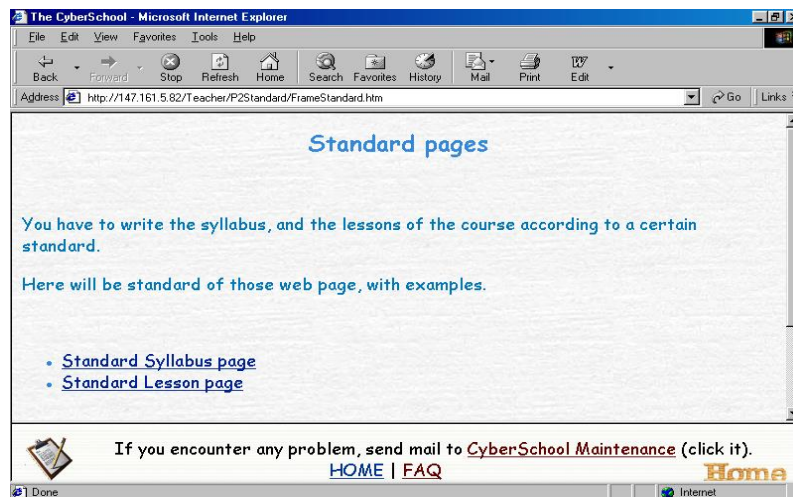 The CyberSchool - Microsoft Internet Explorer
File Edit View Favorites Tools Help
Back Forward Stop Refresh Home Search Favorites History Mail Print Edit
Address http://147.161.5.82/Teacher/P2Standard/FrameStandard.htm Go Links
Standard pages
You have to write the syllabus, and the lessons of the course according to a certain
standard.
Here will be standard of those web page, with examples.
Standard Syllabus page
Standard Lesson page
If you encounter any problem, send mail to CyberSchool Maintenance (click it).
HOME | FAQ
Home
Done Internet